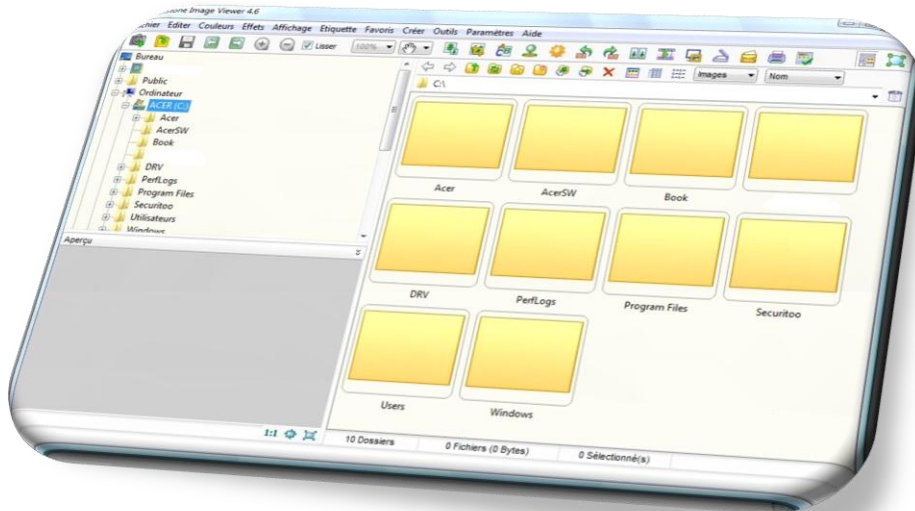 Image Viewer 4.6
Editer Couleurs Effets Affichage Etiquette Favoris Créer Outils Paramètres Aide
Lisser 100%
Images Nom
Bureau
Public
Ordinateur
ACER (C:)
Acer
AcerSW
Book
DRV
PerfLogs
Program Files
Securitoo
Utilisateurs
Windows
Aperçu
1:1
C:\
Acer AcerSW Book
DRV PerfLogs Program Files Securitoo
Users Windows
10 Dossiers 0 Fichiers (0 Bytes) 0 Sélectionné(s)